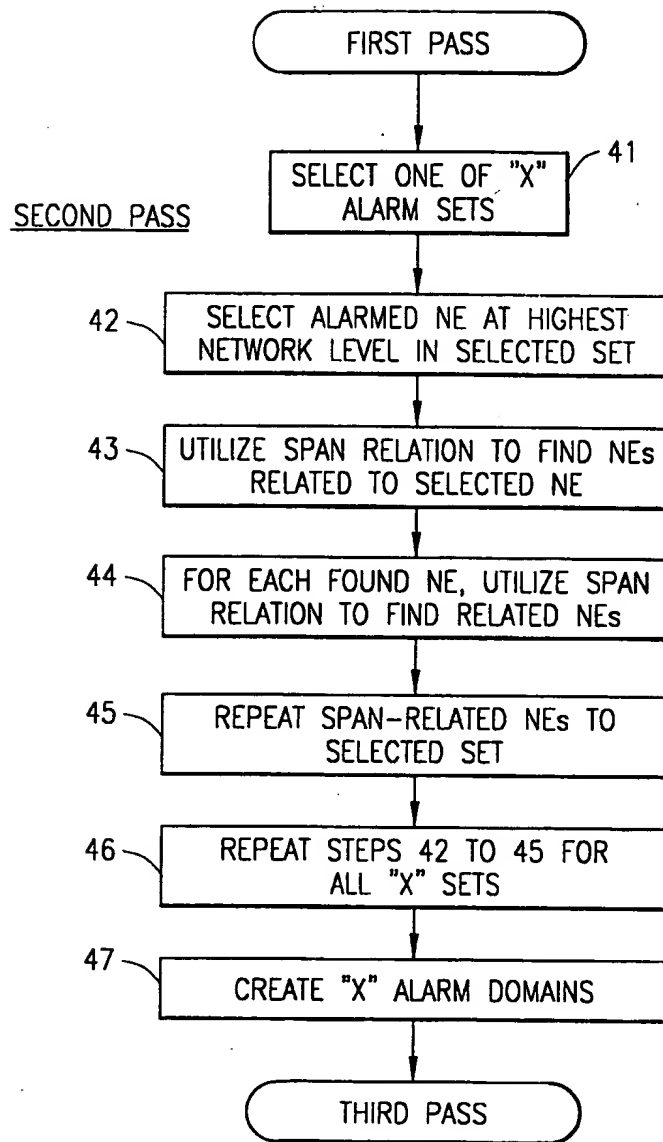 FIRST PASS
41
SELECT ONE OF "X"
ALARM SETS
SECOND PASS
42
SELECT ALARMED NE AT HIGHEST
NETWORK LEVEL IN SELECTED SET
43
UTILIZE SPAN RELATION TO FIND NEs
RELATED TO SELECTED NE
44
FOR EACH FOUND NE, UTILIZE SPAN
RELATION TO FIND RELATED NEs
45
REPEAT SPAN-RELATED NEs TO
SELECTED SET
46
REPEAT STEPS 42 TO 45 FOR
ALL "X" SETS
47
CREATE "X" ALARM DOMAINS
THIRD PASS